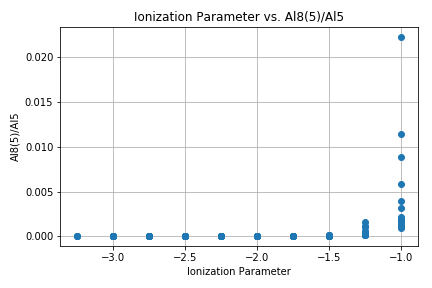 Ionization Parameter vs. Al8(5)/Al5
Al8(5)/Al5
0.020
0.015
0.010
0.005
0.000
−3.0 −2.5 −2.0 −1.5 −1.0
Ionization Parameter